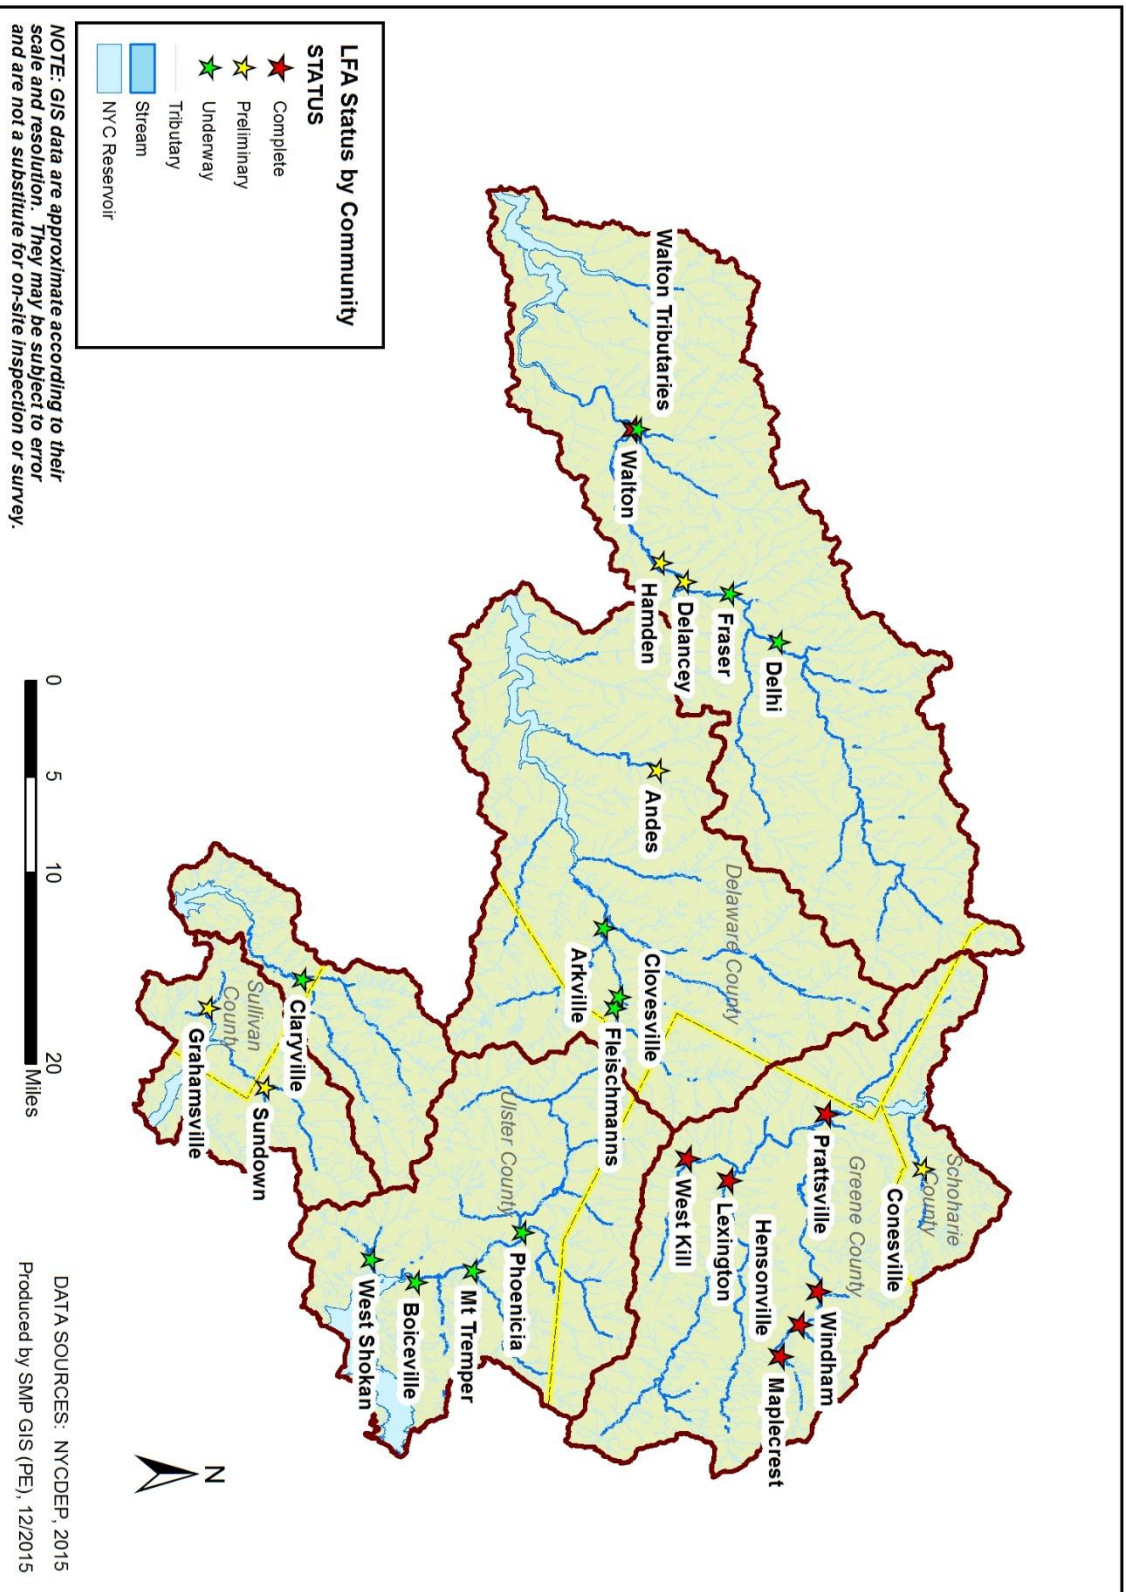 LFA Status by Community
STATUS
Complete
Preliminary
Underway
Tributary
Stream
NYC Reservoir
NOTE: GIS data are approximate according to their
scale and resolution. They may be subject to error
and are not a substitute for on-site inspection or survey.
Walton Tributaries
Walton
Hamden
Delancey
Fraser
Delhi
Andes
Delaware County
Arkville
Clovesville
Fleischmanns
Schoharie
County
Conesville
Greene County
Prattsville
Windham
Hensonville
Maplecrest
Lexington
West Kill
Ulster County
Phoenicia
Mt Tremper
Boiceville
West Shokan
Claryville
Sullivan
County
Grahamsville
Sundown
0 5 10 20
Miles
N
DATA SOURCES: NYCDEP, 2015
Produced by SMP GIS (PE), 12/2015